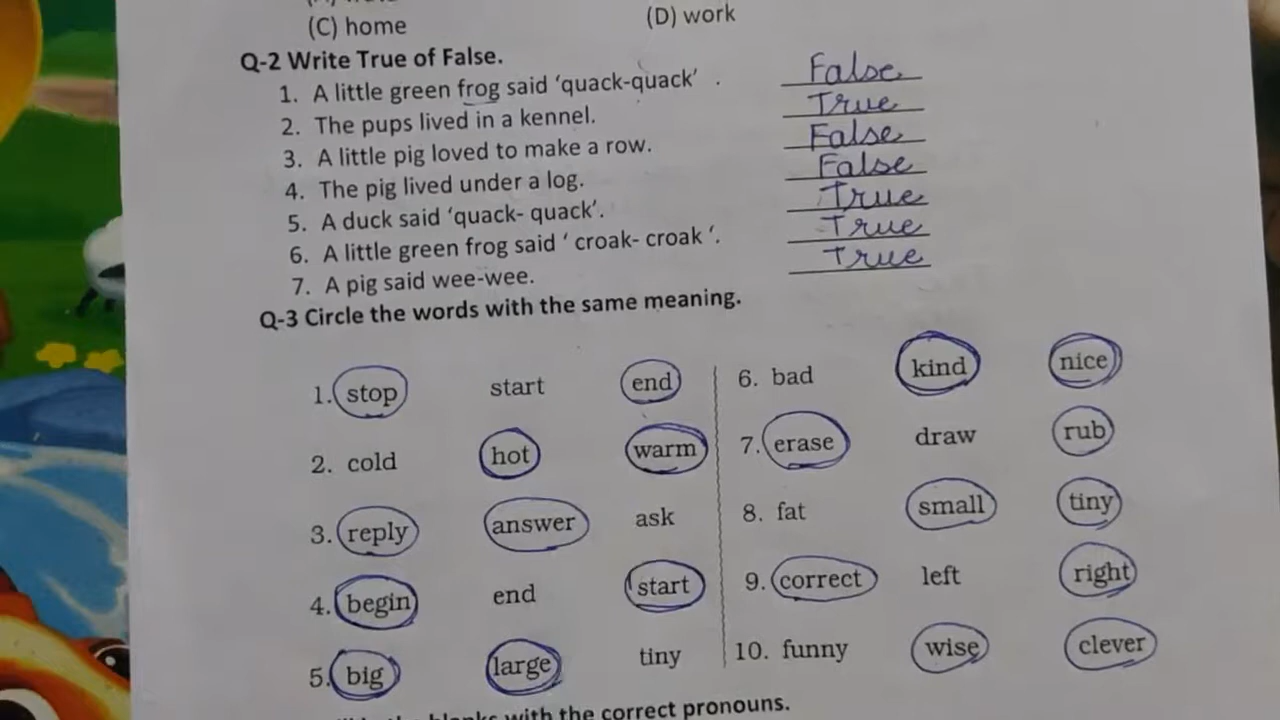 (C) home (D) work
Q-2 Write True of False.
1. A little green frog said ‘quack-quack’ . False
2. The pups lived in a kennel. True
3. A little pig loved to make a row. False
4. The pig lived under a log. False
5. A duck said ‘quack- quack’. True
6. A little green frog said ‘ croak- croak ‘. True
7. A pig said wee-wee. True
Q-3 Circle the words with the same meaning.
1. stop start end 6. bad kind nice
2. cold hot warm 7. erase draw rub
3. reply answer ask 8. fat small tiny
4. begin end start 9. correct left right
5. big large tiny 10. funny wise clever
blanks with the correct pronouns.